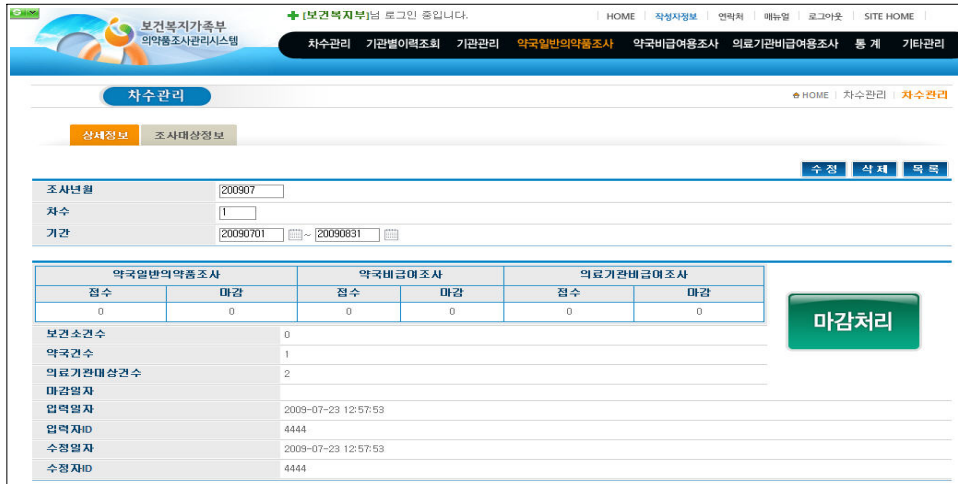 보건복지가족부
의약품조사관리시스템
[보건복지부]님 로그인 중입니다.
HOME 작성자정보 연락처 매뉴얼 로그아웃 SITE HOME
차수관리 기관별이력조회 기관관리 약국일반의약품조사 약국비급여용조사 의료기관비급여용조사 통 계 기타관리
차수관리
HOME 차수관리 차수관리
상세정보 조사대상정보
수 정 삭 제 목 록
조사년월 200907
차수 1
기간 20090701 ~ 20090831
약국일반의약품조사 약국비급여조사 의료기관비급여조사
접수 마감 접수 마감 접수 마감
0 0 0 0 0 0
마감처리
보건소건수 0
약국건수 1
의료기관대상건수 2
마감일자
입력일자 2009-07-23 12:57:53
입력자ID 4444
수정일자 2009-07-23 12:57:53
수정자ID 4444